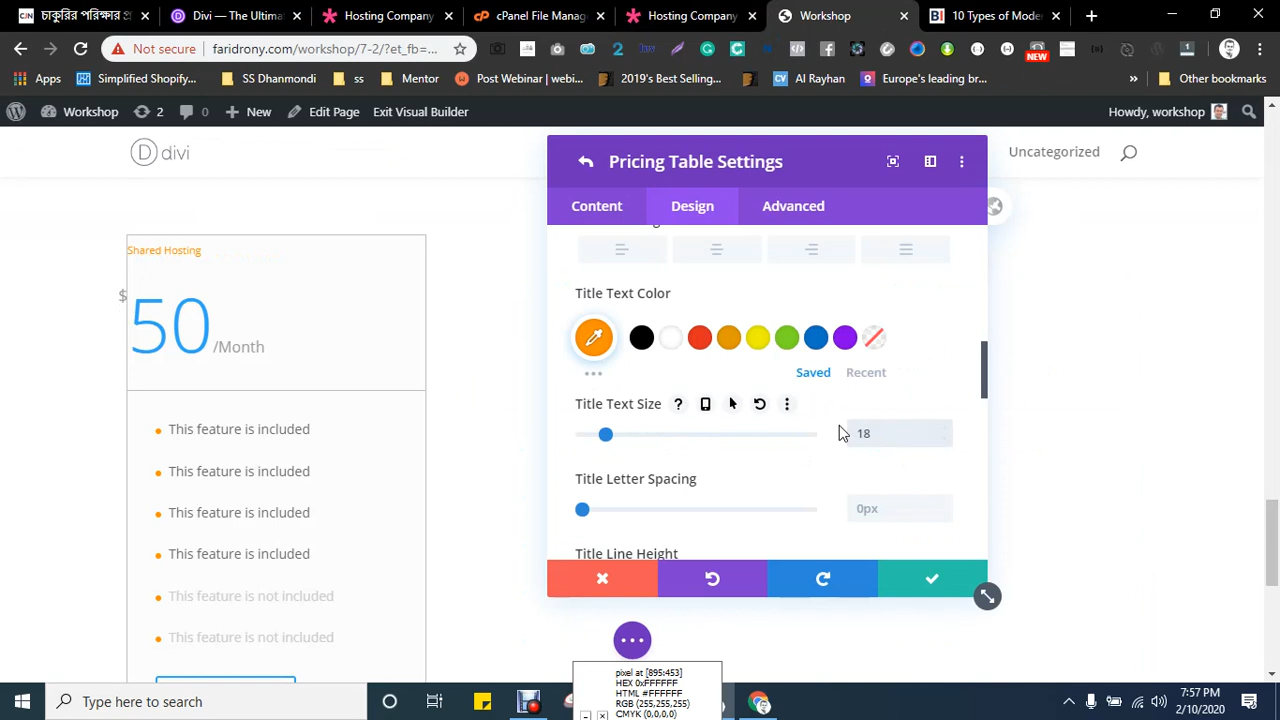 চাকুরির
Divi — The Ultima
Hosting Compan
cPanel File Manag
Hosting Company
Workshop
BI 10 Types of Moder
Not secure faridrony.com/workshop/7-2/?et_fb=...
NEW
Apps Simplified Shopify... SS Dhanmondi ss Mentor Post Webinar | webi... 2019's Best Selling... CV Al Rayhan Europe's leading br... Other bookmarks
Workshop 2 0 New Edit Page Exit Visual Builder Howdy, workshop
D divi
Uncategorized
Pricing Table Settings
Content Design Advanced
Shared Hosting
$
50 /Month
This feature is included
This feature is included
This feature is included
This feature is included
This feature is not included
This feature is not included
Title Text Color
Saved Recent
Title Text Size ?
18
Title Letter Spacing
0px
Title Line Height
pixel at [895:453]
HEX 0xFFFFFF
HTML #FFFFFF
RGB (255,255,255)
CMYK (0,0,0,0)
Type here to search
7:57 PM
2/10/2020